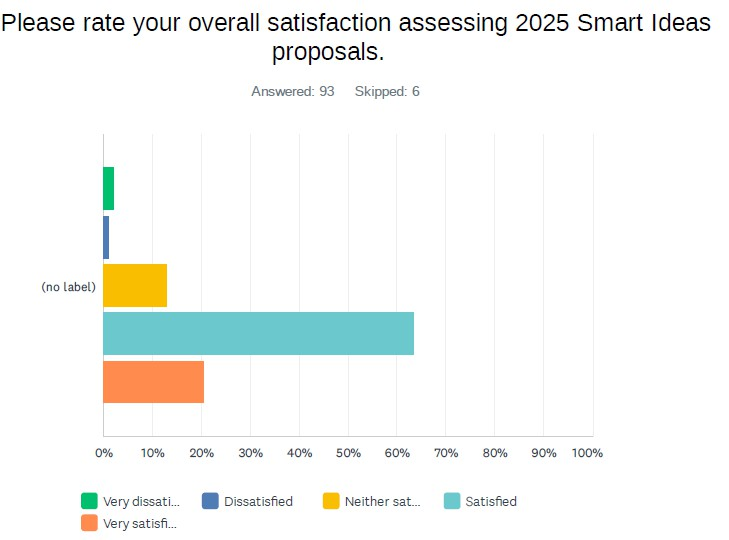 Please rate your overall satisfaction assessing 2025 Smart Ideas
proposals.
Answered: 93 Skipped: 6
(no label)
0% 10% 20% 30% 40% 50% 60% 70% 80% 90% 100%
Very dissati... Dissatisfied Neither sat... Satisfied
Very satisfi...